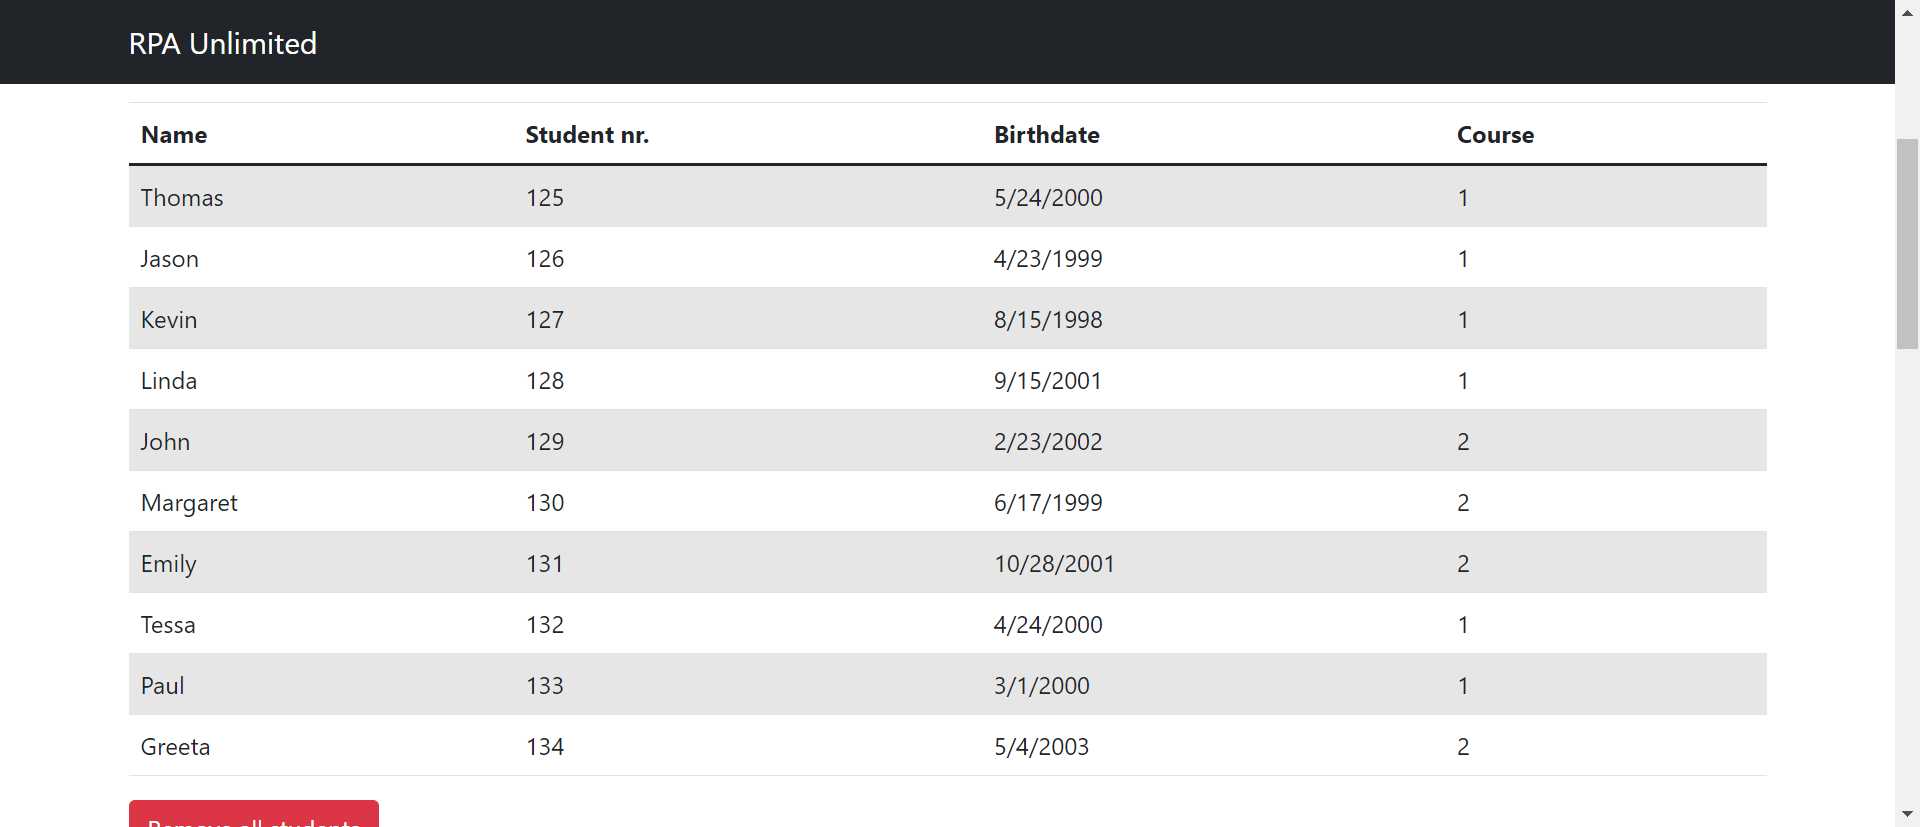 RPA Unlimited
Name Student nr. Birthdate Course
Thomas 125 5/24/2000 1
Jason 126 4/23/1999 1
Kevin 127 8/15/1998 1
Linda 128 9/15/2001 1
John 129 2/23/2002 2
Margaret 130 6/17/1999 2
Emily 131 10/28/2001 2
Tessa 132 4/24/2000 1
Paul 133 3/1/2000 1
Greeta 134 5/4/2003 2
Remove all students